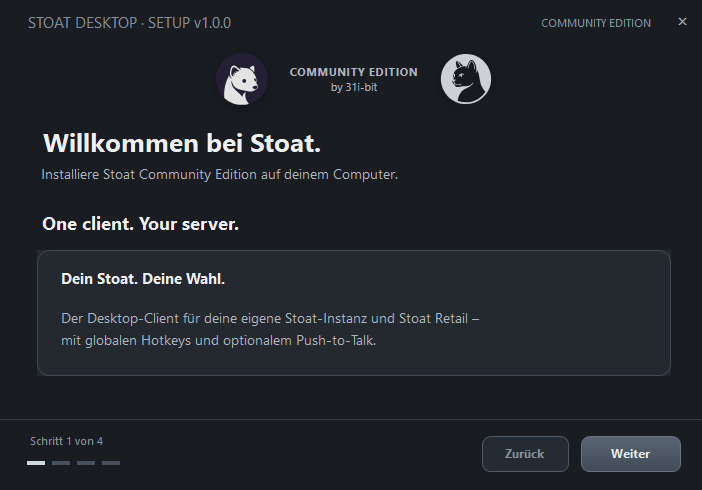 STOAT DESKTOP · SETUP v1.0.0
COMMUNITY EDITION
✕
COMMUNITY EDITION
by 31i-bit
Willkommen bei Stoat.
Installiere Stoat Community Edition auf deinem Computer.
One client. Your server.
Dein Stoat. Deine Wahl.
Der Desktop-Client für deine eigene Stoat-Instanz und Stoat Retail –
mit globalen Hotkeys und optionalem Push-to-Talk.
Schritt 1 von 4
Zurück
Weiter